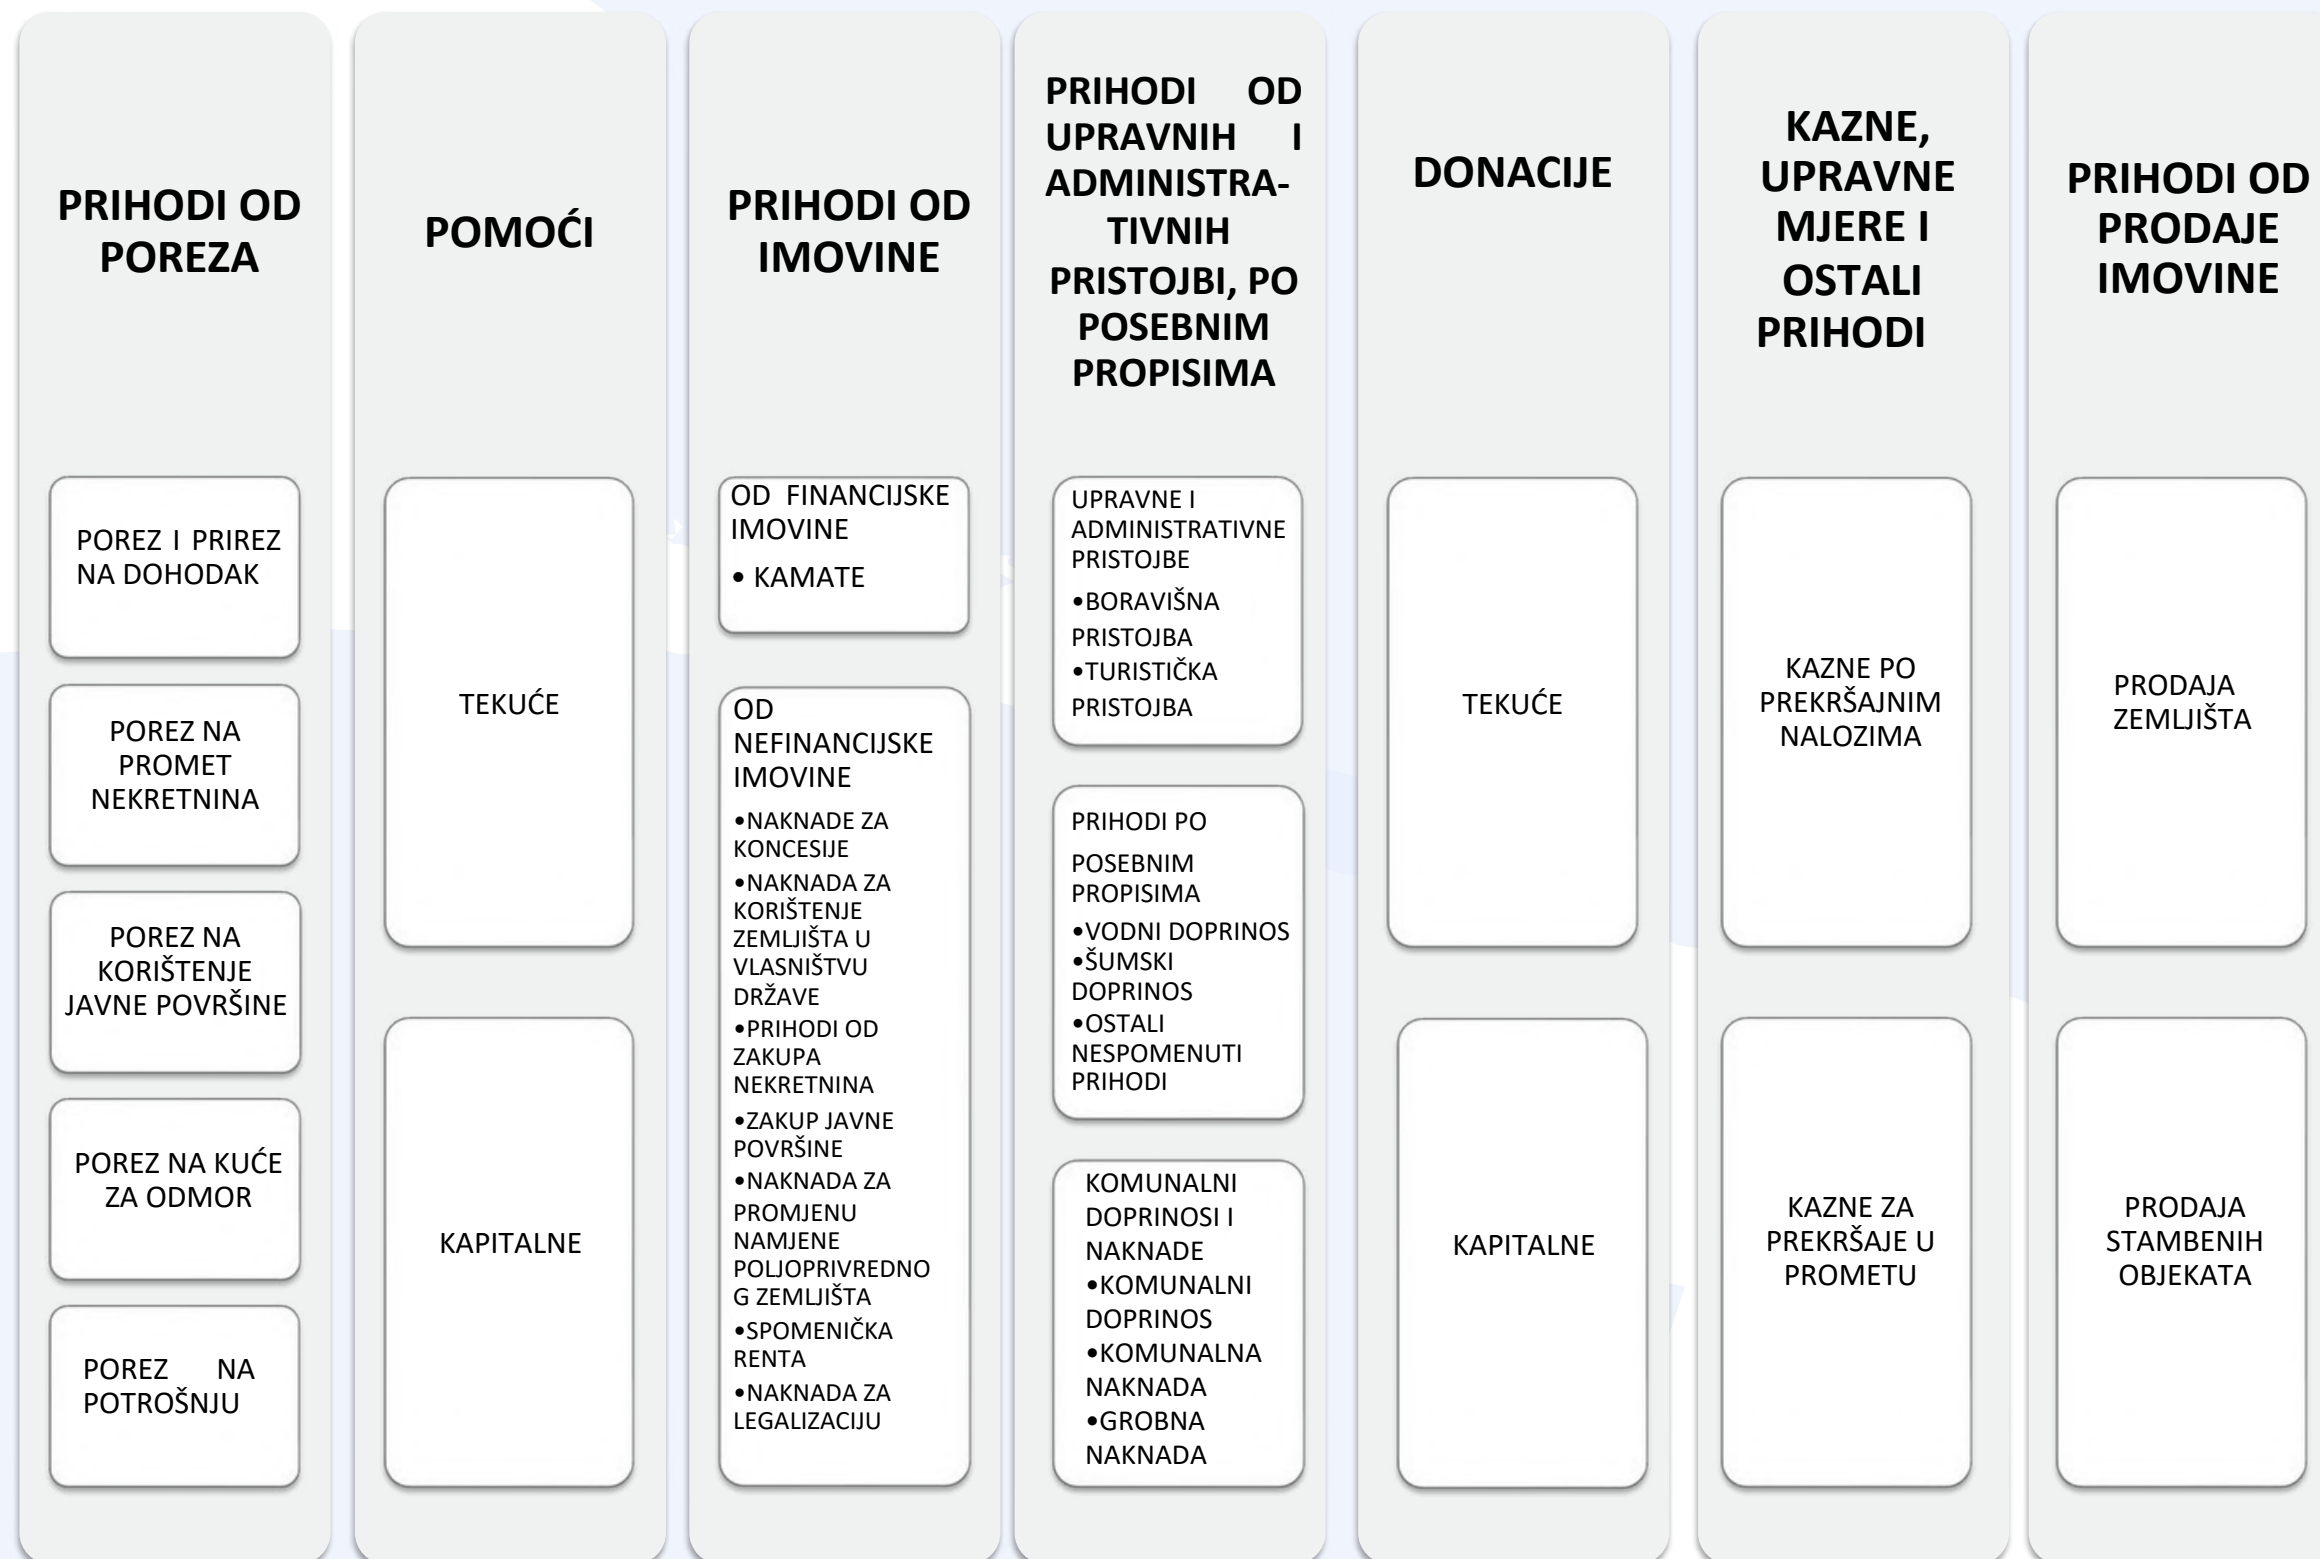 PRIHODI OD
POREZA
POREZ I PRIREZ
NA DOHODAK
POREZ NA
PROMET
NEKRETNINA
POREZ NA
KORIŠTENJE
JAVNE POVRŠINE
POREZ NA KUĆE
ZA ODMOR
POREZ NA
POTROŠNJU
POMOĆI
TEKUĆE
KAPITALNE
PRIHODI OD
IMOVINE
OD FINANCIJSKE
IMOVINE
• KAMATE
OD
NEFINANCIJSKE
IMOVINE
•NAKNADE ZA
KONCESIJE
•NAKNADA ZA
KORIŠTENJE
ZEMLJIŠTA U
VLASNIŠTVU
DRŽAVE
•PRIHODI OD
ZAKUPA
NEKRETNINA
•ZAKUP JAVNE
POVRŠINE
•NAKNADA ZA
PROMJENU
NAMJENE
POLJOPRIVREDNO
G ZEMLJIŠTA
•SPOMENIČKA
RENTA
•NAKNADA ZA
LEGALIZACIJU
PRIHODI OD
UPRAVNIH I
ADMINISTRA-
TIVNIH
PRISTOJBI, PO
POSEBNIM
PROPISIMA
UPRAVNE I
ADMINISTRATIVNE
PRISTOJBE
•BORAVIŠNA
PRISTOJBA
•TURISTIČKA
PRISTOJBA
PRIHODI PO
POSEBNIM
PROPISIMA
•VODNI DOPRINOS
•ŠUMSKI
DOPRINOS
•OSTALI
NESPOMENUTI
PRIHODI
KOMUNALNI
DOPRINOSI I
NAKNADE
•KOMUNALNI
DOPRINOS
•KOMUNALNA
NAKNADA
•GROBNA
NAKNADA
DONACIJE
TEKUĆE
KAPITALNE
KAZNE,
UPRAVNE
MJERE I
OSTALI
PRIHODI
KAZNE PO
PREKRŠAJNIM
NALOZIMA
KAZNE ZA
PREKRŠAJE U
PROMETU
PRIHODI OD
PRODAJE
IMOVINE
PRODAJA
ZEMLJIŠTA
PRODAJA
STAMBENIH
OBJEKATA